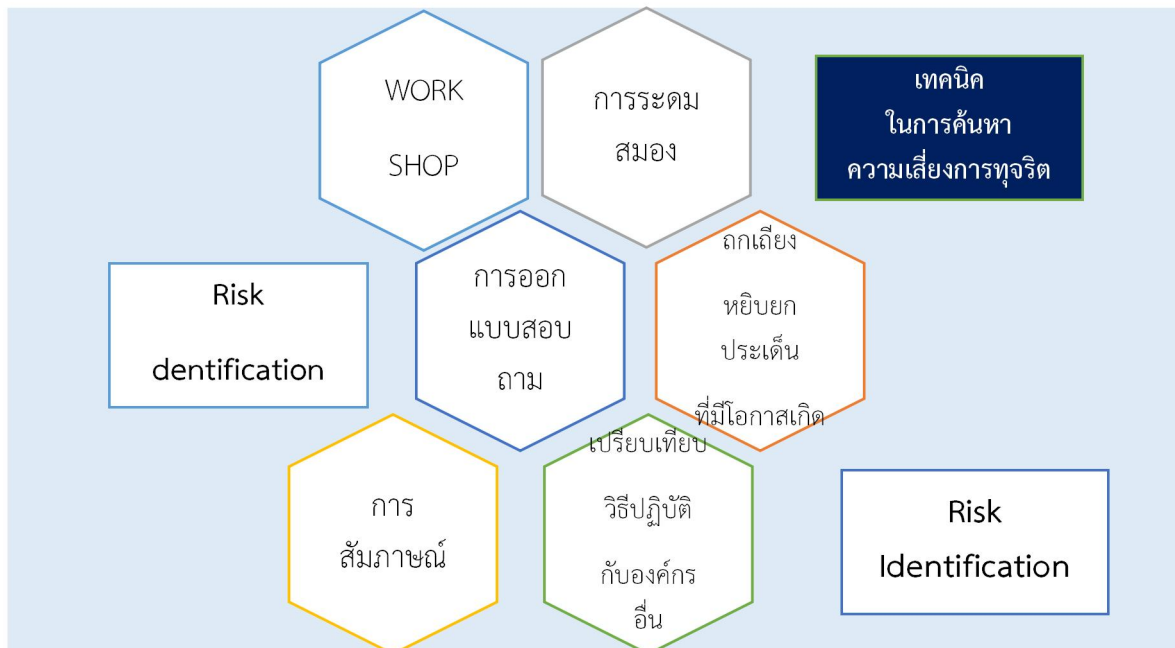 WORK
SHOP
การระดม
สมอง
เทคนิค
ในการค้นหา
ความเสี่ยงการทุจริต
Risk
dentification
การออก
แบบสอบ
ถาม
ถกเถียง
หยิบยก
ประเด็น
ที่มีโอกาสเกิด
การ
สัมภาษณ์
เปรียบเทียบ
วิธีปฏิบัติ
กับองค์กร
อื่น
Risk
Identification